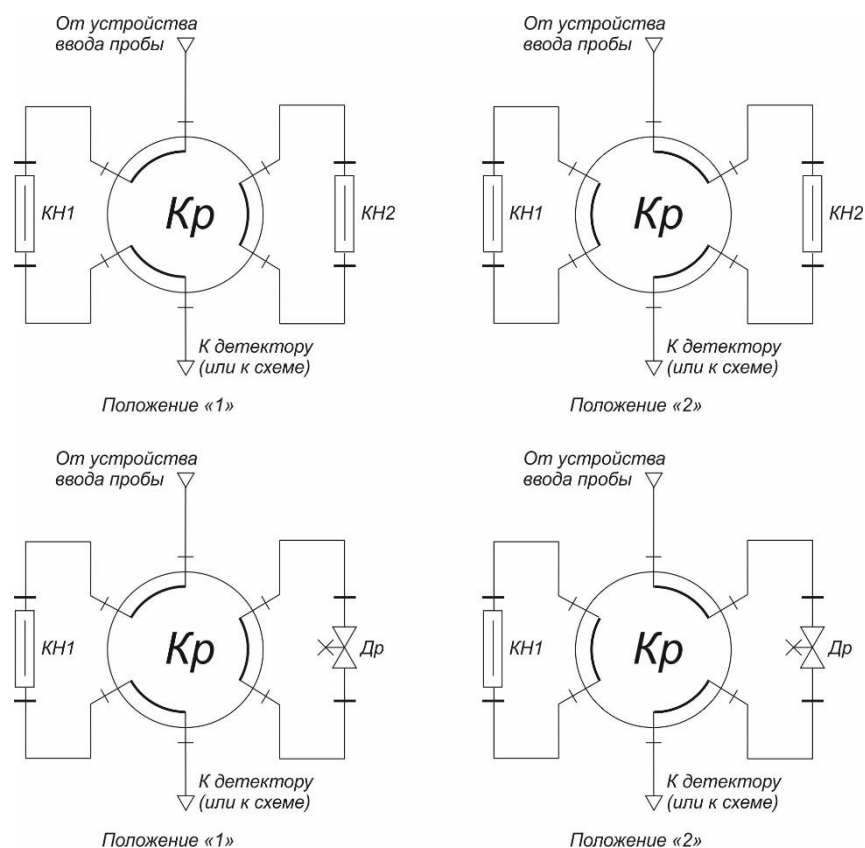 От устройства
ввода пробы
КН1
Кр
КН2
К детектору
(или к схеме)
Положение «1»
От устройства
ввода пробы
КН1
Кр
КН2
К детектору
(или к схеме)
Положение «2»
От устройства
ввода пробы
КН1
Кр
Др
К детектору
(или к схеме)
Положение «1»
От устройства
ввода пробы
КН1
Кр
Др
К детектору
(или к схеме)
Положение «2»